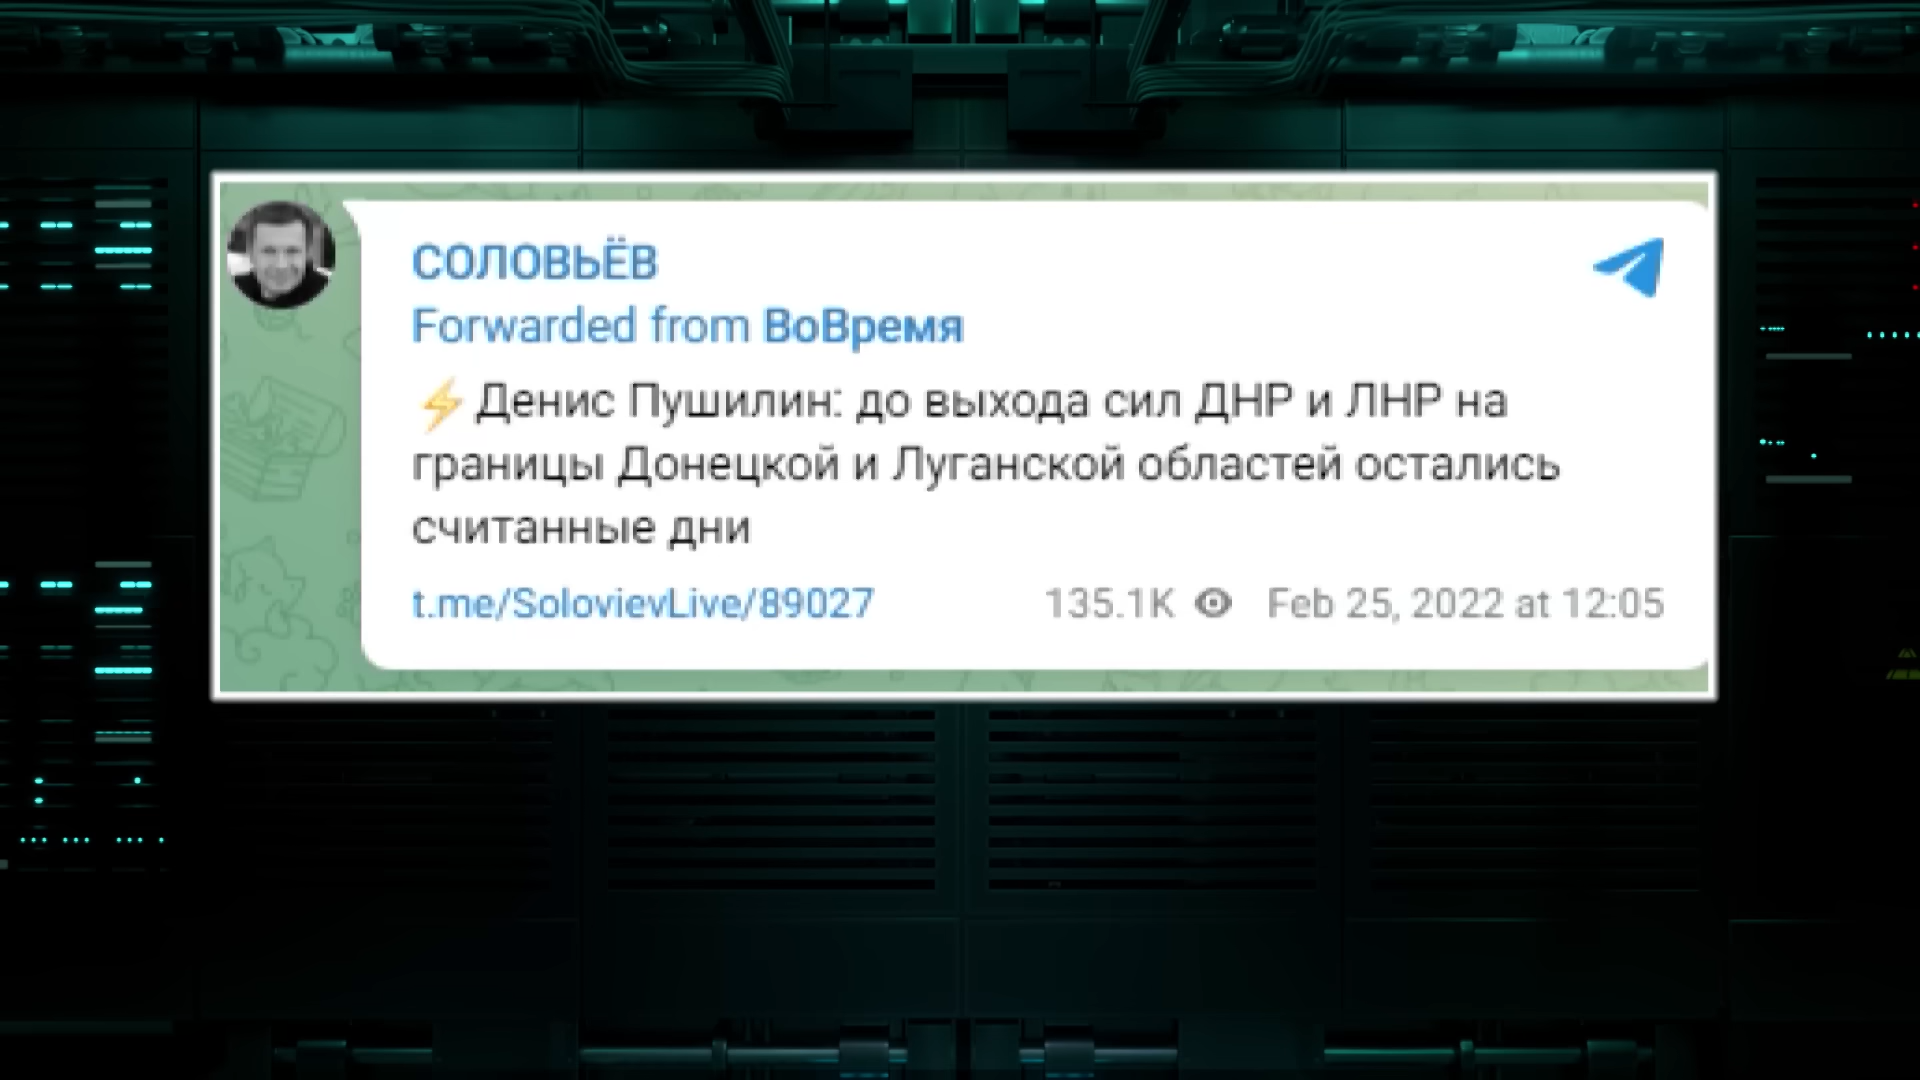 СОЛОВЬЁВ
Forwarded from ВоВремя
⚡Денис Пушилин: до выхода сил ДНР и ЛНР на
границы Донецкой и Луганской областей остались
считанные дни
t.me/SolovievLive/89027 135.1K Feb 25, 2022 at 12:05